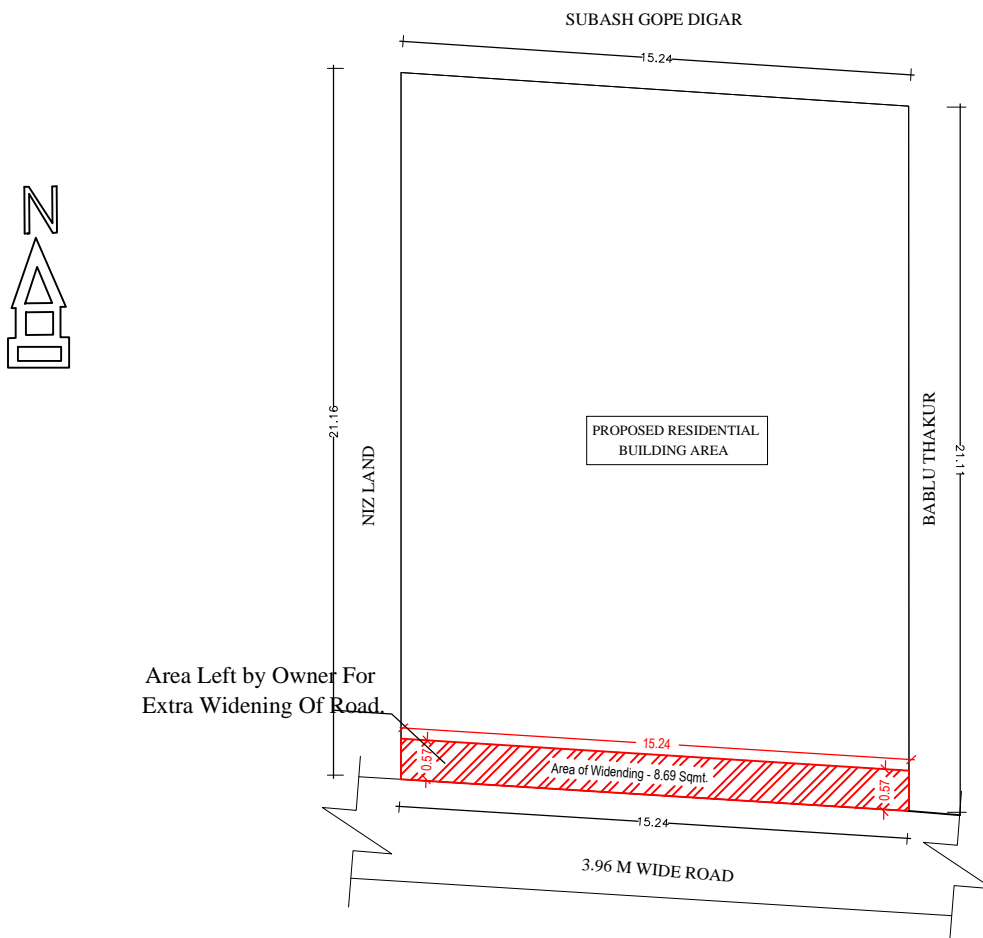 SUBASH GOPE DIGAR
15.24
N
21.16
NIZ LAND
PROPOSED RESIDENTIAL
BUILDING AREA
BABLU THAKUR
21.11
Area Left by Owner For
Extra Widening Of Road.
15.24
0.57
Area of Widening - 8.69 Sqmt.
0.57
15.24
3.96 M WIDE ROAD